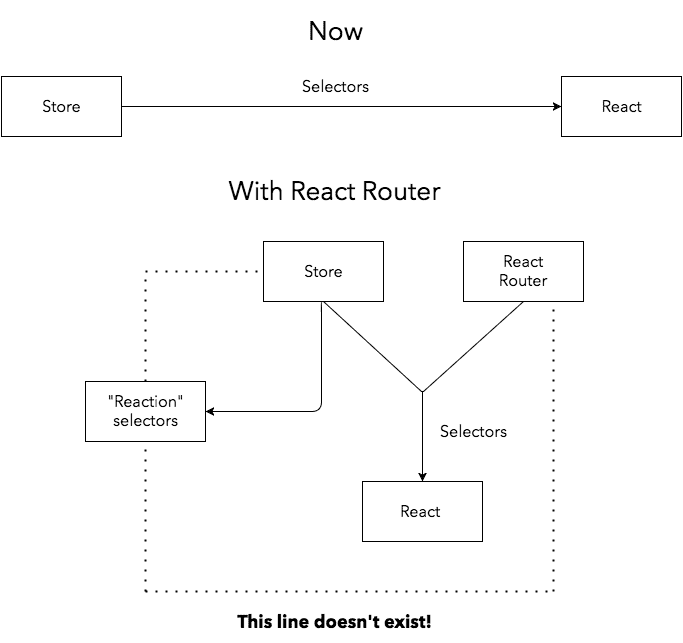 Now
Selectors
Store
React
With React Router
Store
React
Router
"Reaction"
selectors
Selectors
React
This line doesn't exist!